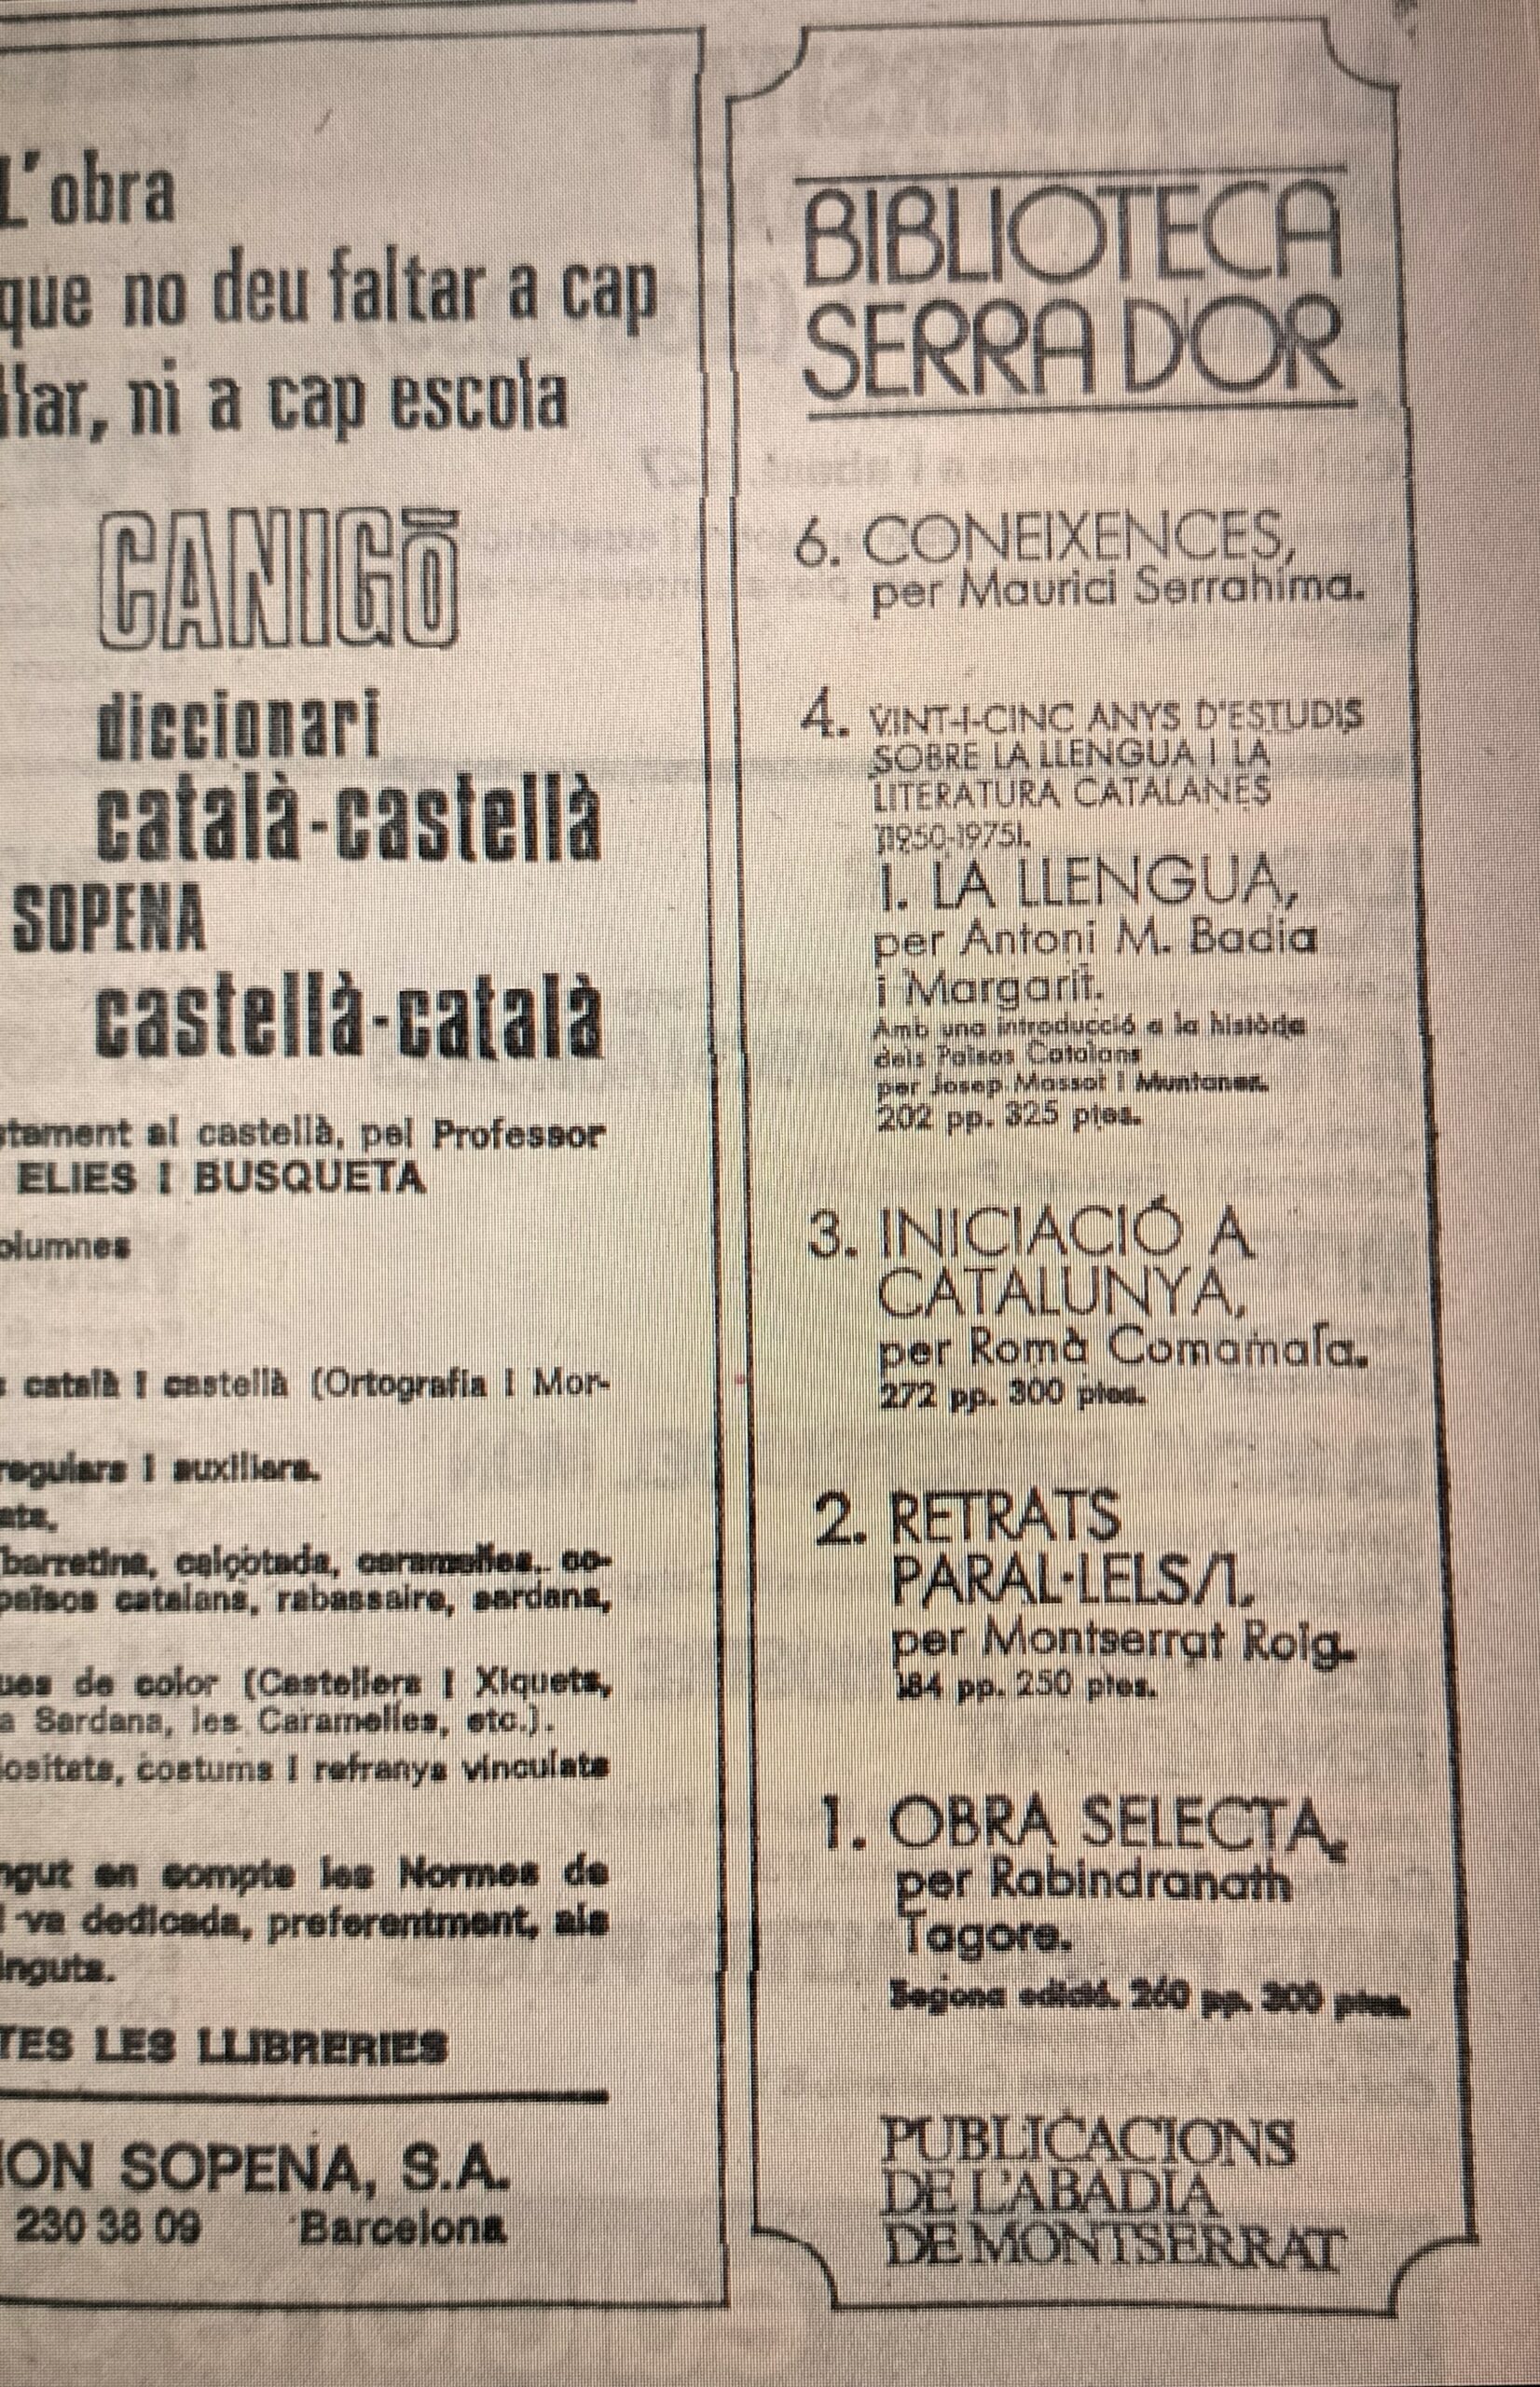 L'obra
que no deu faltar a cap
llar, ni a cap escola
CANIGÓ
diccionari
català-castellà
SOPENA
castellà-català
stament al castellà, pel Professor
ELIES I BUSQUETA
olumnes
català I castellà (Ortografia I Mor-
regulars I auxiliars.
ats.
barretina, calçotada, caramelles, co-
països catalans, rabassaire, sardana,
ues de color (Castellers I Xiquets,
a Sardana, les Caramelles, etc.).
iositats, costums I refranys vinculats
ngut en compte les Normes de
-va dedicada, preferentment, als
inguts.
TES LES LLIBRERIES
ION SOPENA, S.A.
230 38 09 Barcelona
BIBLIOTECA
SERRA D'OR
6. CONEIXENCES,
per Maurici Serrahima.
4. VINT-I-CINC ANYS D'ESTUDIS
SOBRE LA LLENGUA I LA
LITERATURA CATALANES
(1950-1975).
I. LA LLENGUA,
per Antoni M. Badia
i Margarit.
Amb una introducció a la història
dels Països Catalans
per Josep Massot I Muntaner.
202 pp. 325 ptes.
3. INICIACIÓ A
CATALUNYA,
per Romà Comamala.
272 pp. 300 ptes.
2. RETRATS
PARAL·LELS/1,
per Montserrat Roig.
184 pp. 250 ptes.
1. OBRA SELECTA,
per Rabindranath
Tagore.
Segona edició. 260 pp. 300 ptes.
PUBLICACIONS
DE L'ABADIA
DE MONTSERRAT